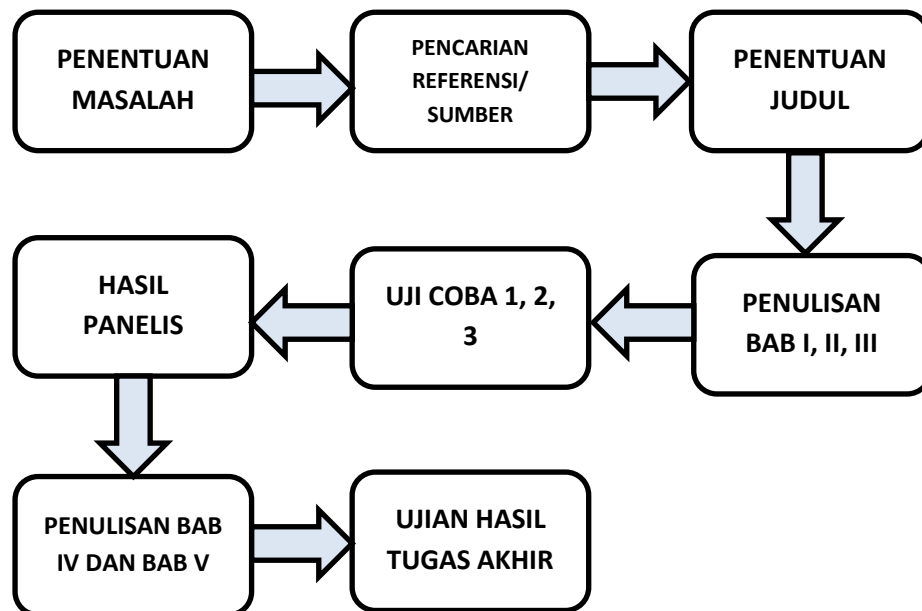 PENENTUAN
MASALAH
PENCARIAN
REFERENSI/
SUMBER
PENENTUAN
JUDUL
PENULISAN
BAB I, II, III
UJI COBA 1, 2,
3
HASIL
PANELIS
PENULISAN BAB
IV DAN BAB V
UJIAN HASIL
TUGAS AKHIR